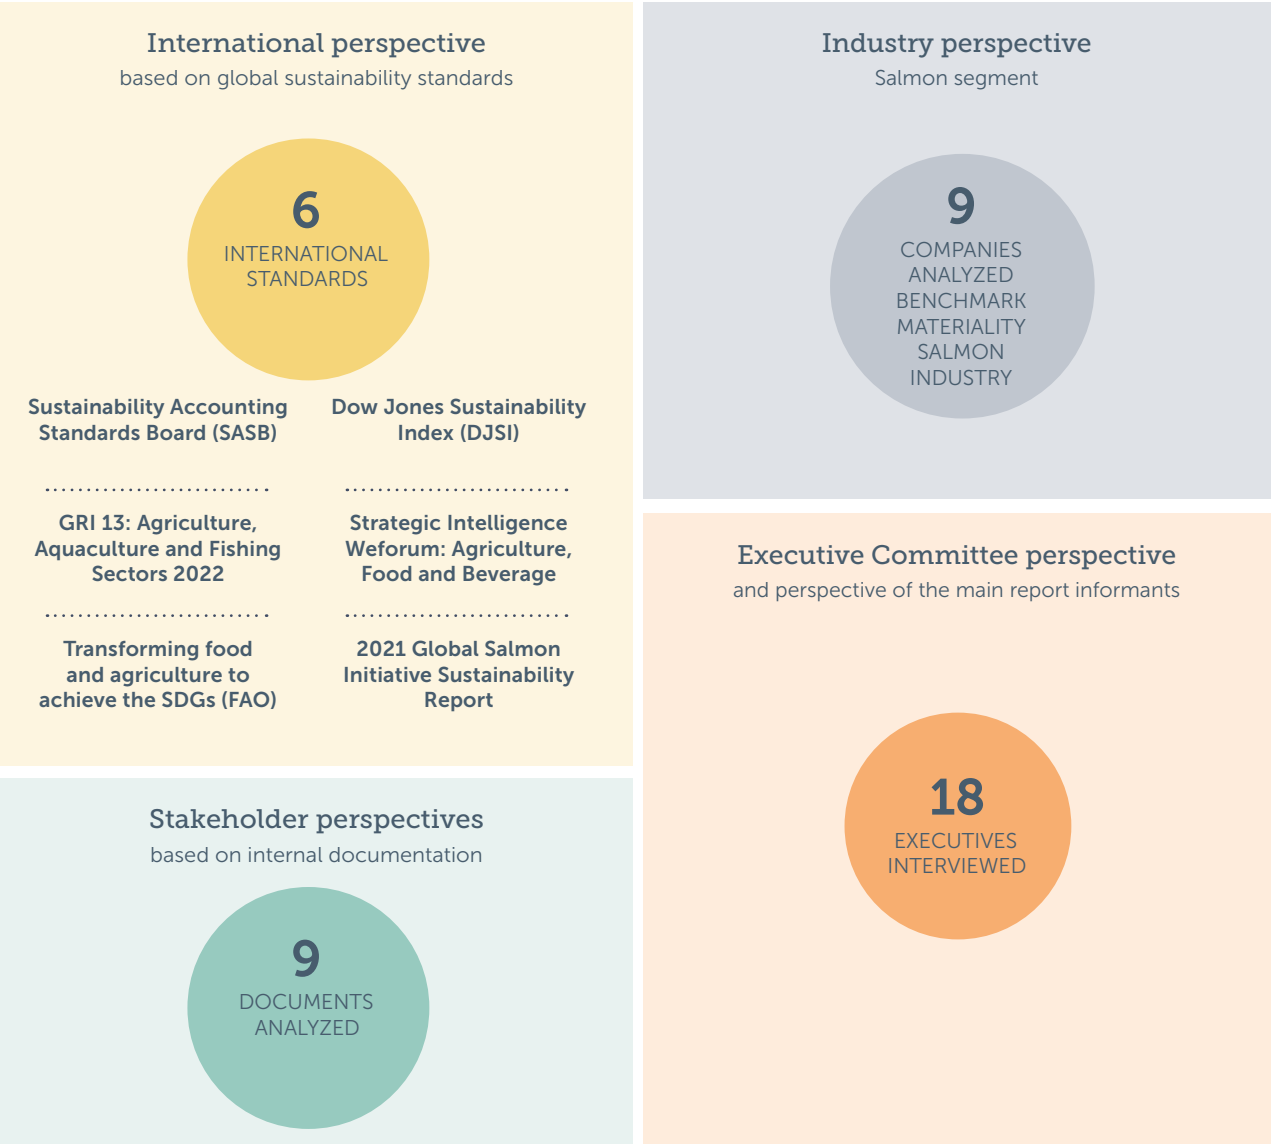 International perspective
based on global sustainability standards
6
INTERNATIONAL
STANDARDS
Sustainability Accounting
Standards Board (SASB)
Dow Jones Sustainability
Index (DJSI)
GRI 13: Agriculture,
Aquaculture and Fishing
Sectors 2022
Strategic Intelligence
Weforum: Agriculture,
Food and Beverage
Transforming food
and agriculture to
achieve the SDGs (FAO)
2021 Global Salmon
Initiative Sustainability
Report
Industry perspective
Salmon segment
9
COMPANIES
ANALYZED
BENCHMARK
MATERIALITY
SALMON
INDUSTRY
Stakeholder perspectives
based on internal documentation
9
DOCUMENTS
ANALYZED
Executive Committee perspective
and perspective of the main report informants
18
EXECUTIVES
INTERVIEWED